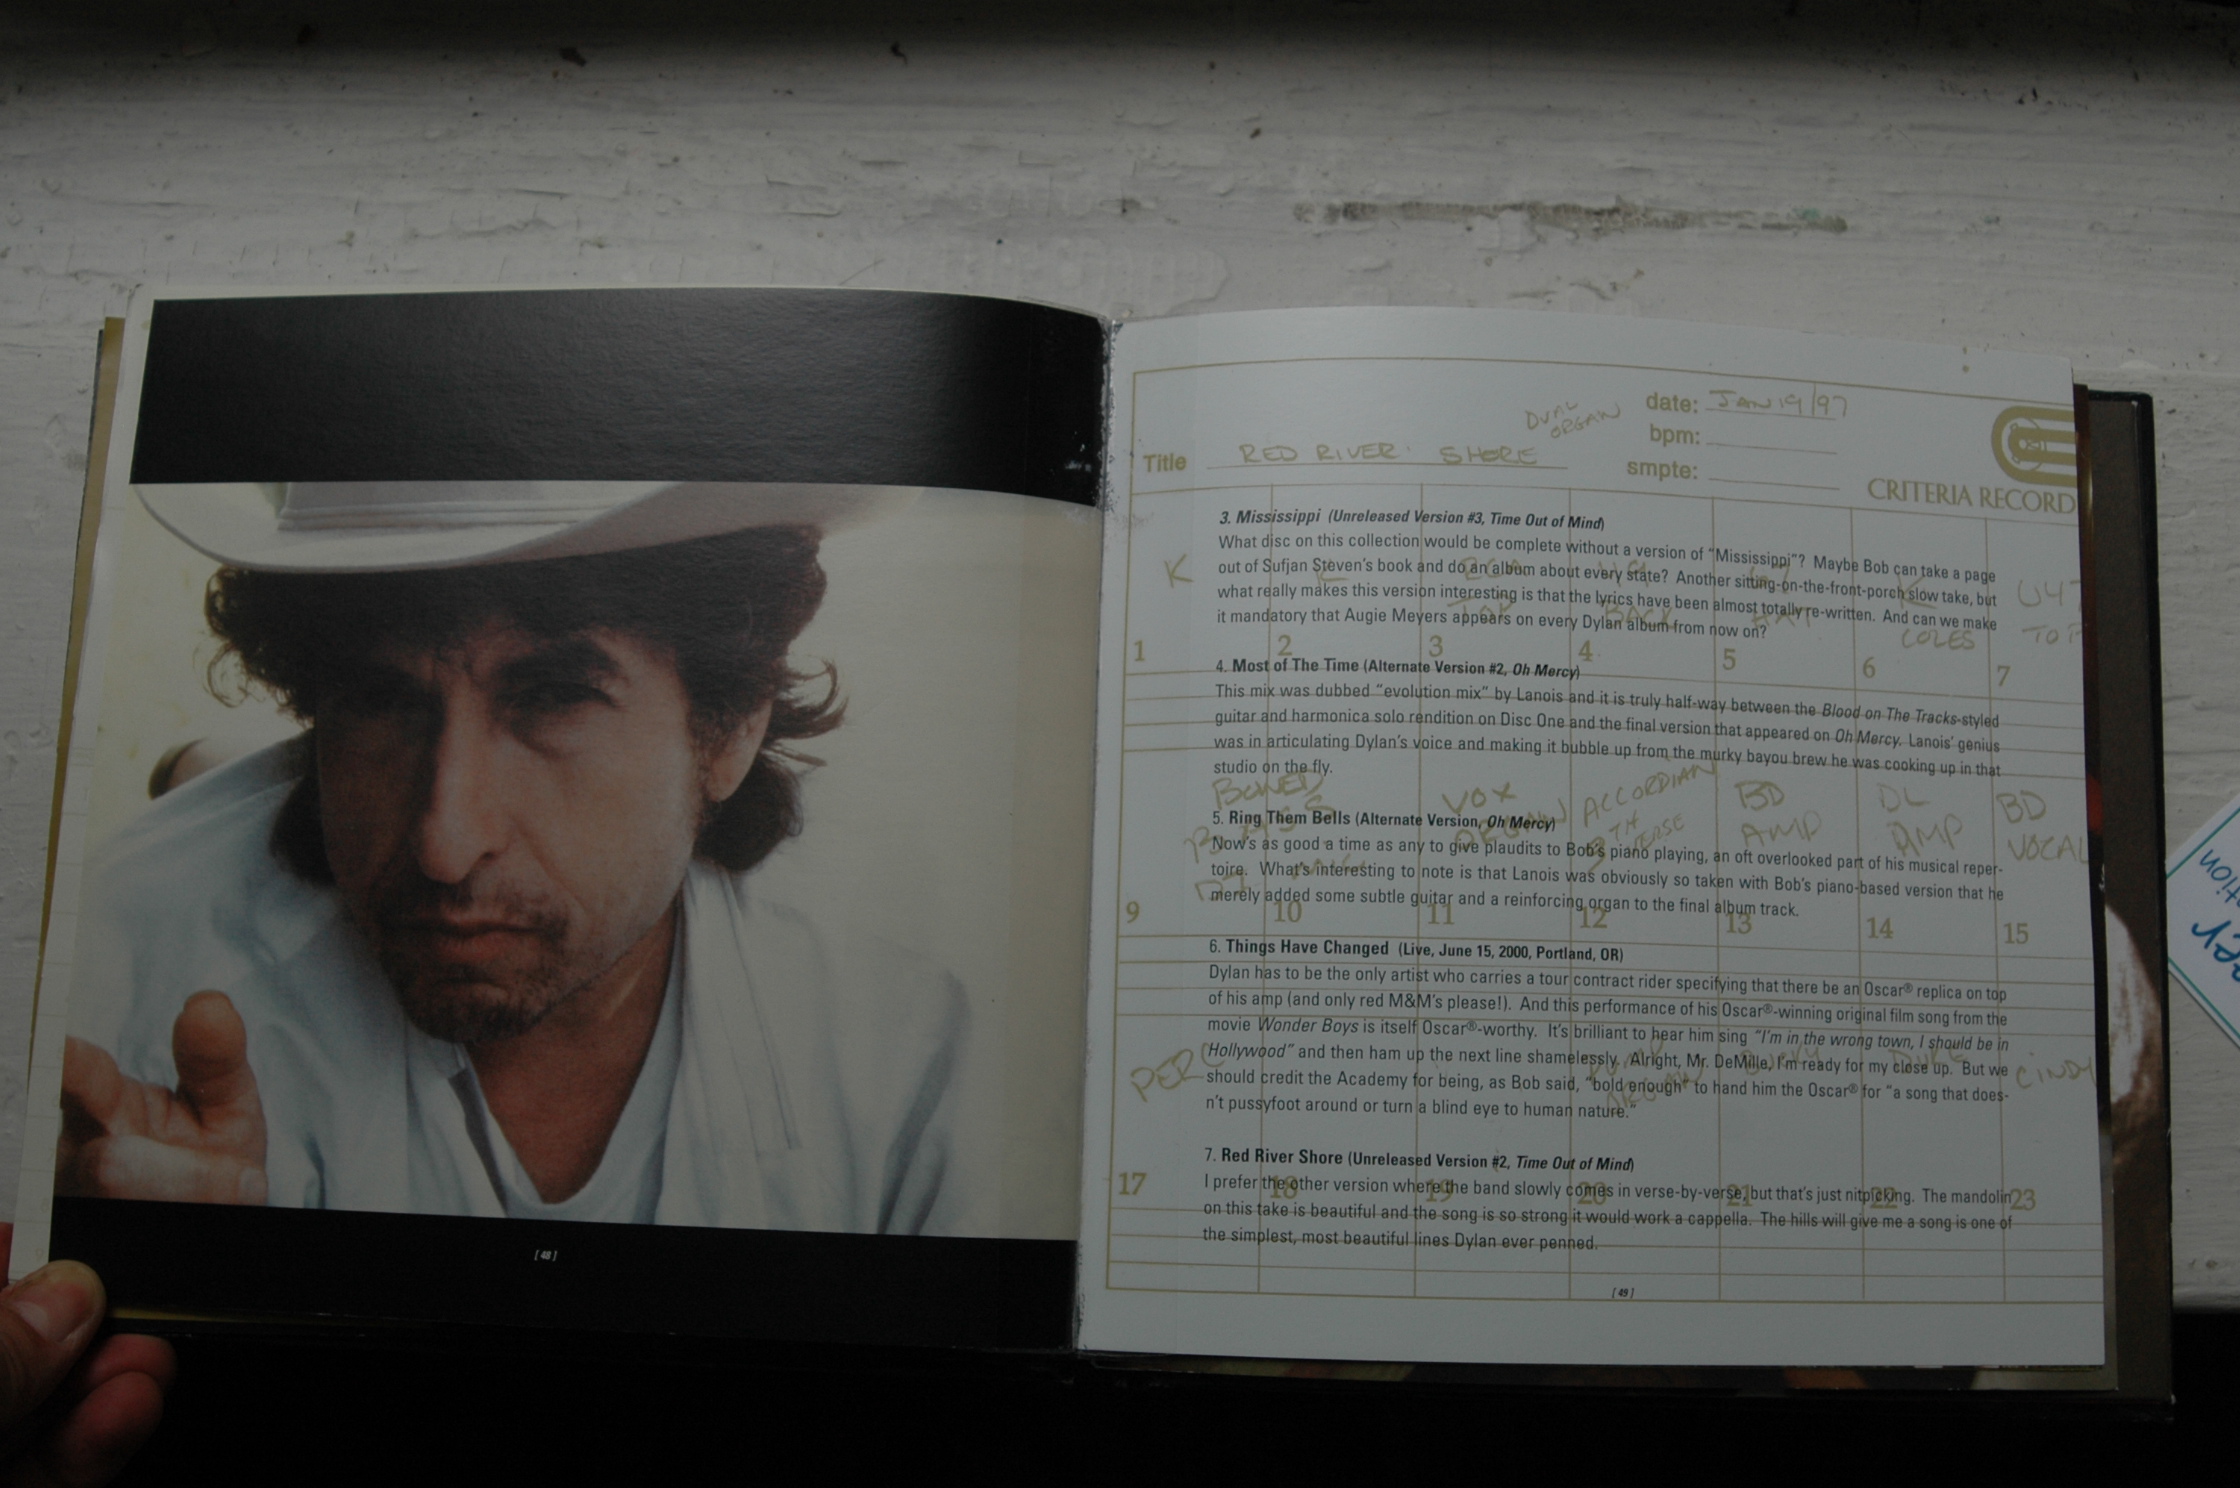 [48]
date: JAN 19/97
DUAL
ORGAN
bpm:
Title RED RIVER SHORE
smpte:
CRITERIA RECORD
3. Mississippi (Unreleased Version #3, Time Out of Mind)
What disc on this collection would be complete without a version of "Mississippi"? Maybe Bob can take a page
out of Sufjan Steven's book and do an album about every state? Another sitting-on-the-front-porch slow take, but
what really makes this version interesting is that the lyrics have been almost totally re-written. And can we make
it mandatory that Augie Meyers appears on every Dylan album from now on?
K
COLES
1 2 3 4 5 6 7
4. Most of The Time (Alternate Version #2, Oh Mercy)
This mix was dubbed "evolution mix" by Lanois and it is truly half-way between the Blood on The Tracks-styled
guitar and harmonica solo rendition on Disc One and the final version that appeared on Oh Mercy. Lanois' genius
was in articulating Dylan's voice and making it bubble up from the murky bayou brew he was cooking up in that
studio on the fly.
BOWED
BASS
VOX
ORGAN
ACCORDIAN
BD
AMP
DL
AMP
BD
VOCAL
5. Ring Them Bells (Alternate Version, Oh Mercy)
Now's as good a time as any to give plaudits to Bob's piano playing, an oft overlooked part of his musical reper-
toire. What's interesting to note is that Lanois was obviously so taken with Bob's piano-based version that he
merely added some subtle guitar and a reinforcing organ to the final album track.
9 10 11 12 13 14 15
6. Things Have Changed (Live, June 15, 2000, Portland, OR)
Dylan has to be the only artist who carries a tour contract rider specifying that there be an Oscar® replica on top
of his amp (and only red M&M's please!). And this performance of his Oscar®-winning original film song from the
movie Wonder Boys is itself Oscar®-worthy. It's brilliant to hear him sing "I'm in the wrong town, I should be in
Hollywood" and then ham up the next line shamelessly. Alright, Mr. DeMille, I'm ready for my close up. But we
should credit the Academy for being, as Bob said, "bold enough" to hand him the Oscar® for "a song that does-
n't pussyfoot around or turn a blind eye to human nature."
PERC
ORGAN
DUKE
CINDY
7. Red River Shore (Unreleased Version #2, Time Out of Mind)
I prefer the other version where the band slowly comes in verse-by-verse, but that's just nitpicking. The mandolin
on this take is beautiful and the song is so strong it would work a cappella. The hills will give me a song is one of
the simplest, most beautiful lines Dylan ever penned.
17 18 19 20 21 22 23
[49]